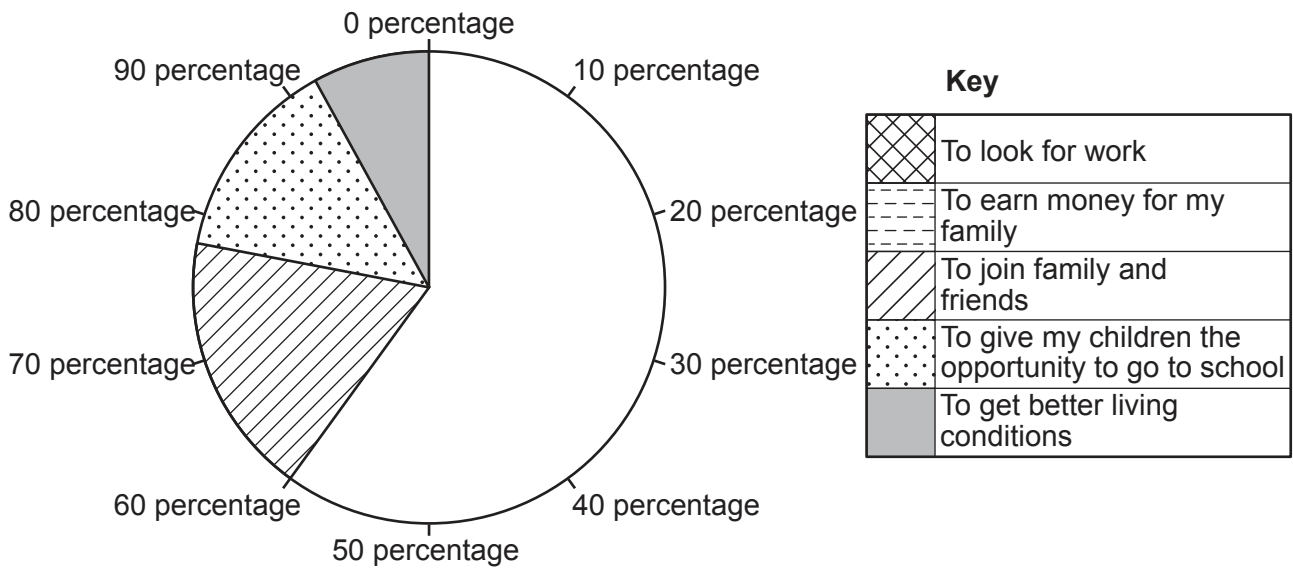 0 percentage
10 percentage
20 percentage
30 percentage
40 percentage
50 percentage
60 percentage
70 percentage
80 percentage
90 percentage
Key
To look for work
To earn money for my
family
To join family and
friends
To give my children the
opportunity to go to school
To get better living
conditions